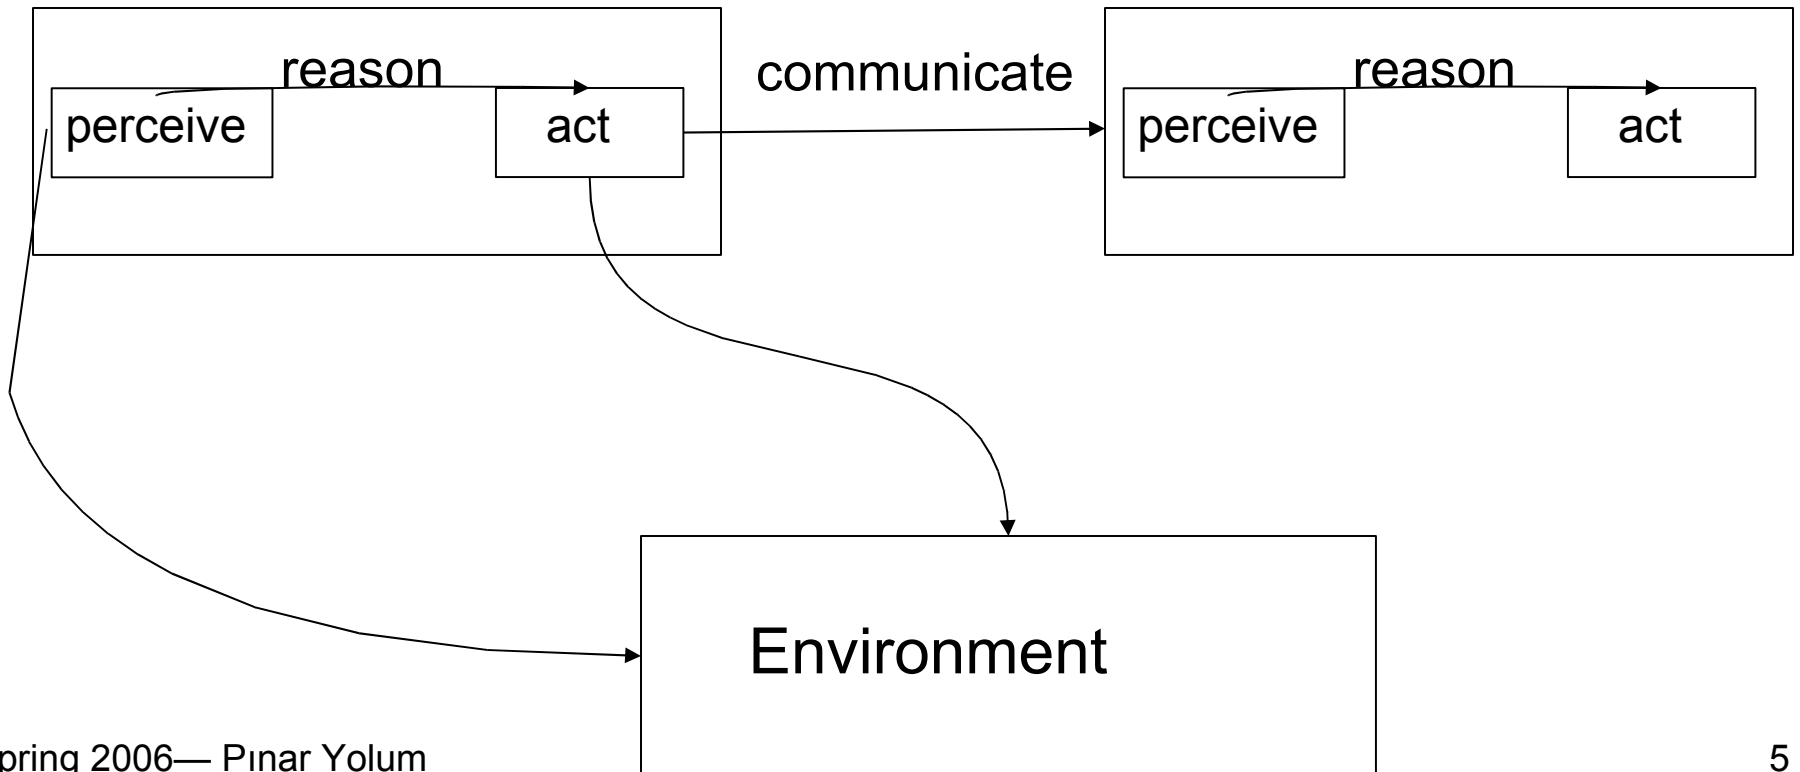 reason
perceive
act
communicate
reason
perceive
act
Environment
pring 2006— Pınar Yolum
5